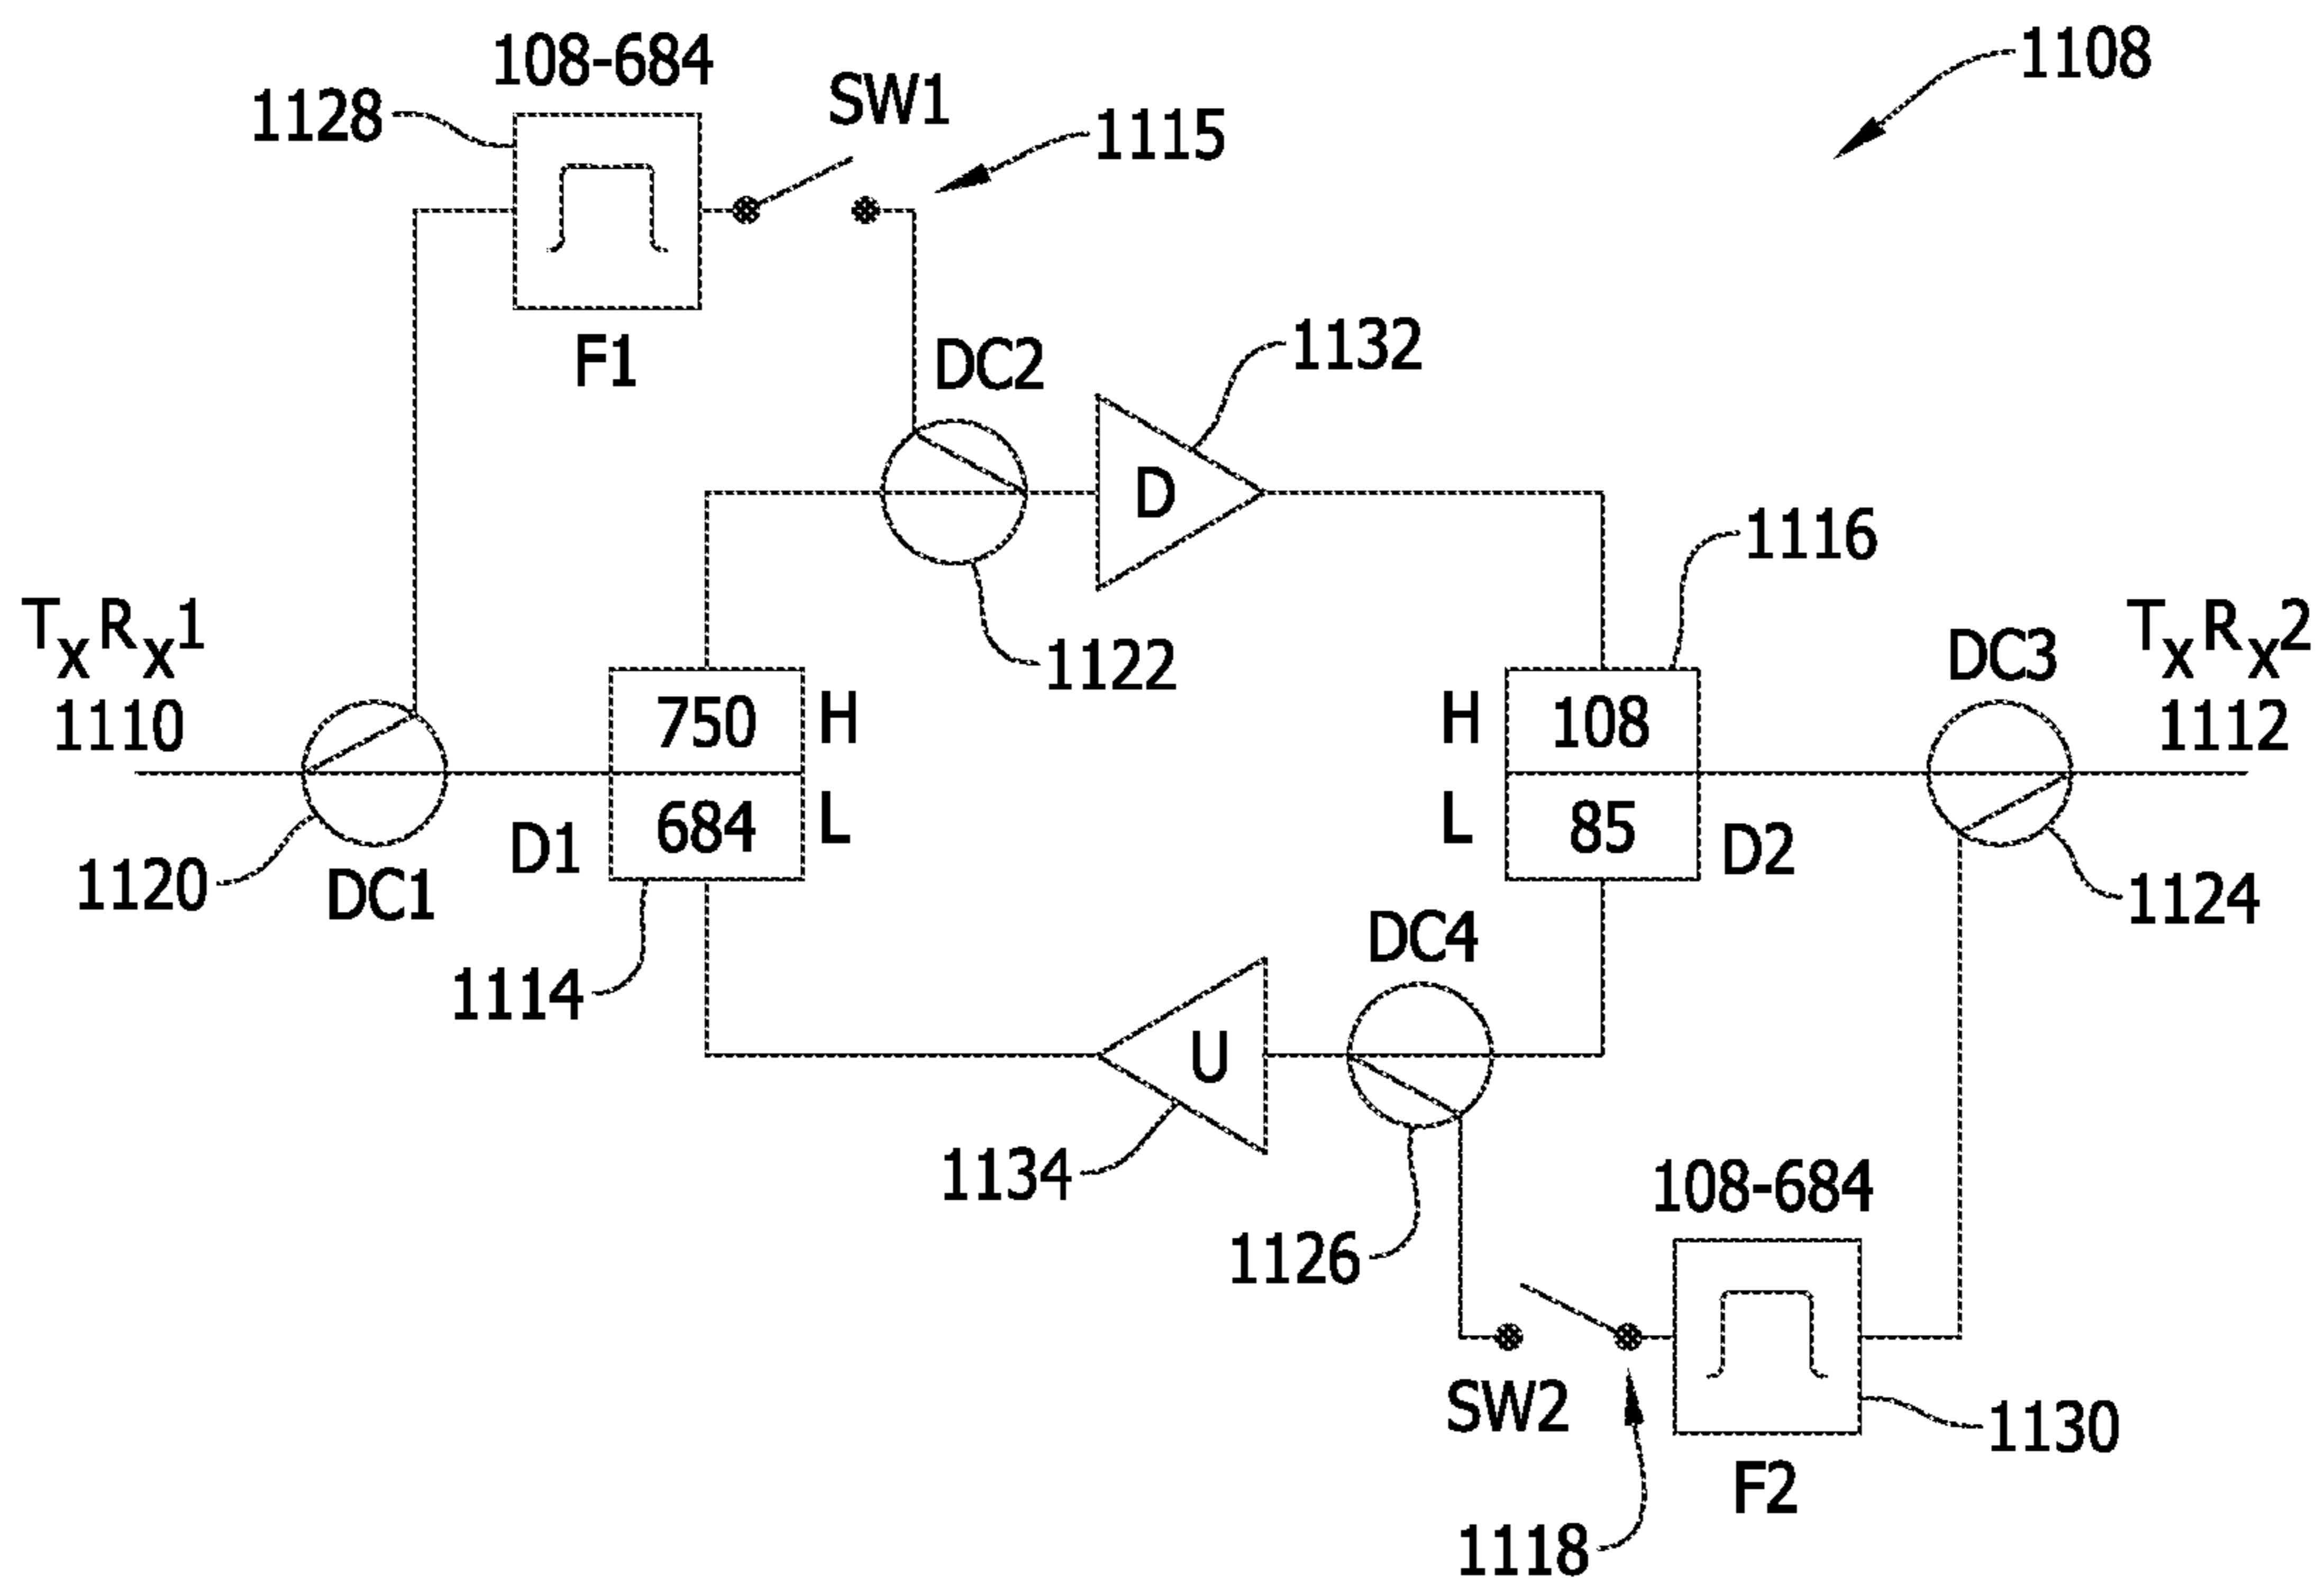 1108
108-684
1128
SW1
1115
F1
DC2
1132
D
1116
TxRx1
1110
1122
DC3
TxRx2
1112
750
H
H
108
684
L
L
85
D1
D2
1120
DC1
1124
DC4
1114
U
1134
1126
108-684
SW2
1130
F2
1118